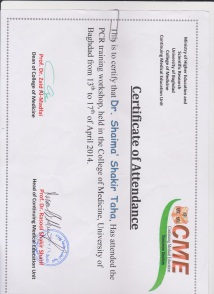 Ministry of Higher Education and
Scientific Research
University of Baghdad
College of Medicine
Continuing Medical Education Unit
CME
Certificate of Attendance
This is to certify that Dr Shaima' Shakir Taha, Has attended the
PCR training workshop, held in the College of Medicine, University of
Baghdad from 13th to 17th of April 2014.
Head of Continuing Medical Education Unit
Dean of College of Medicine